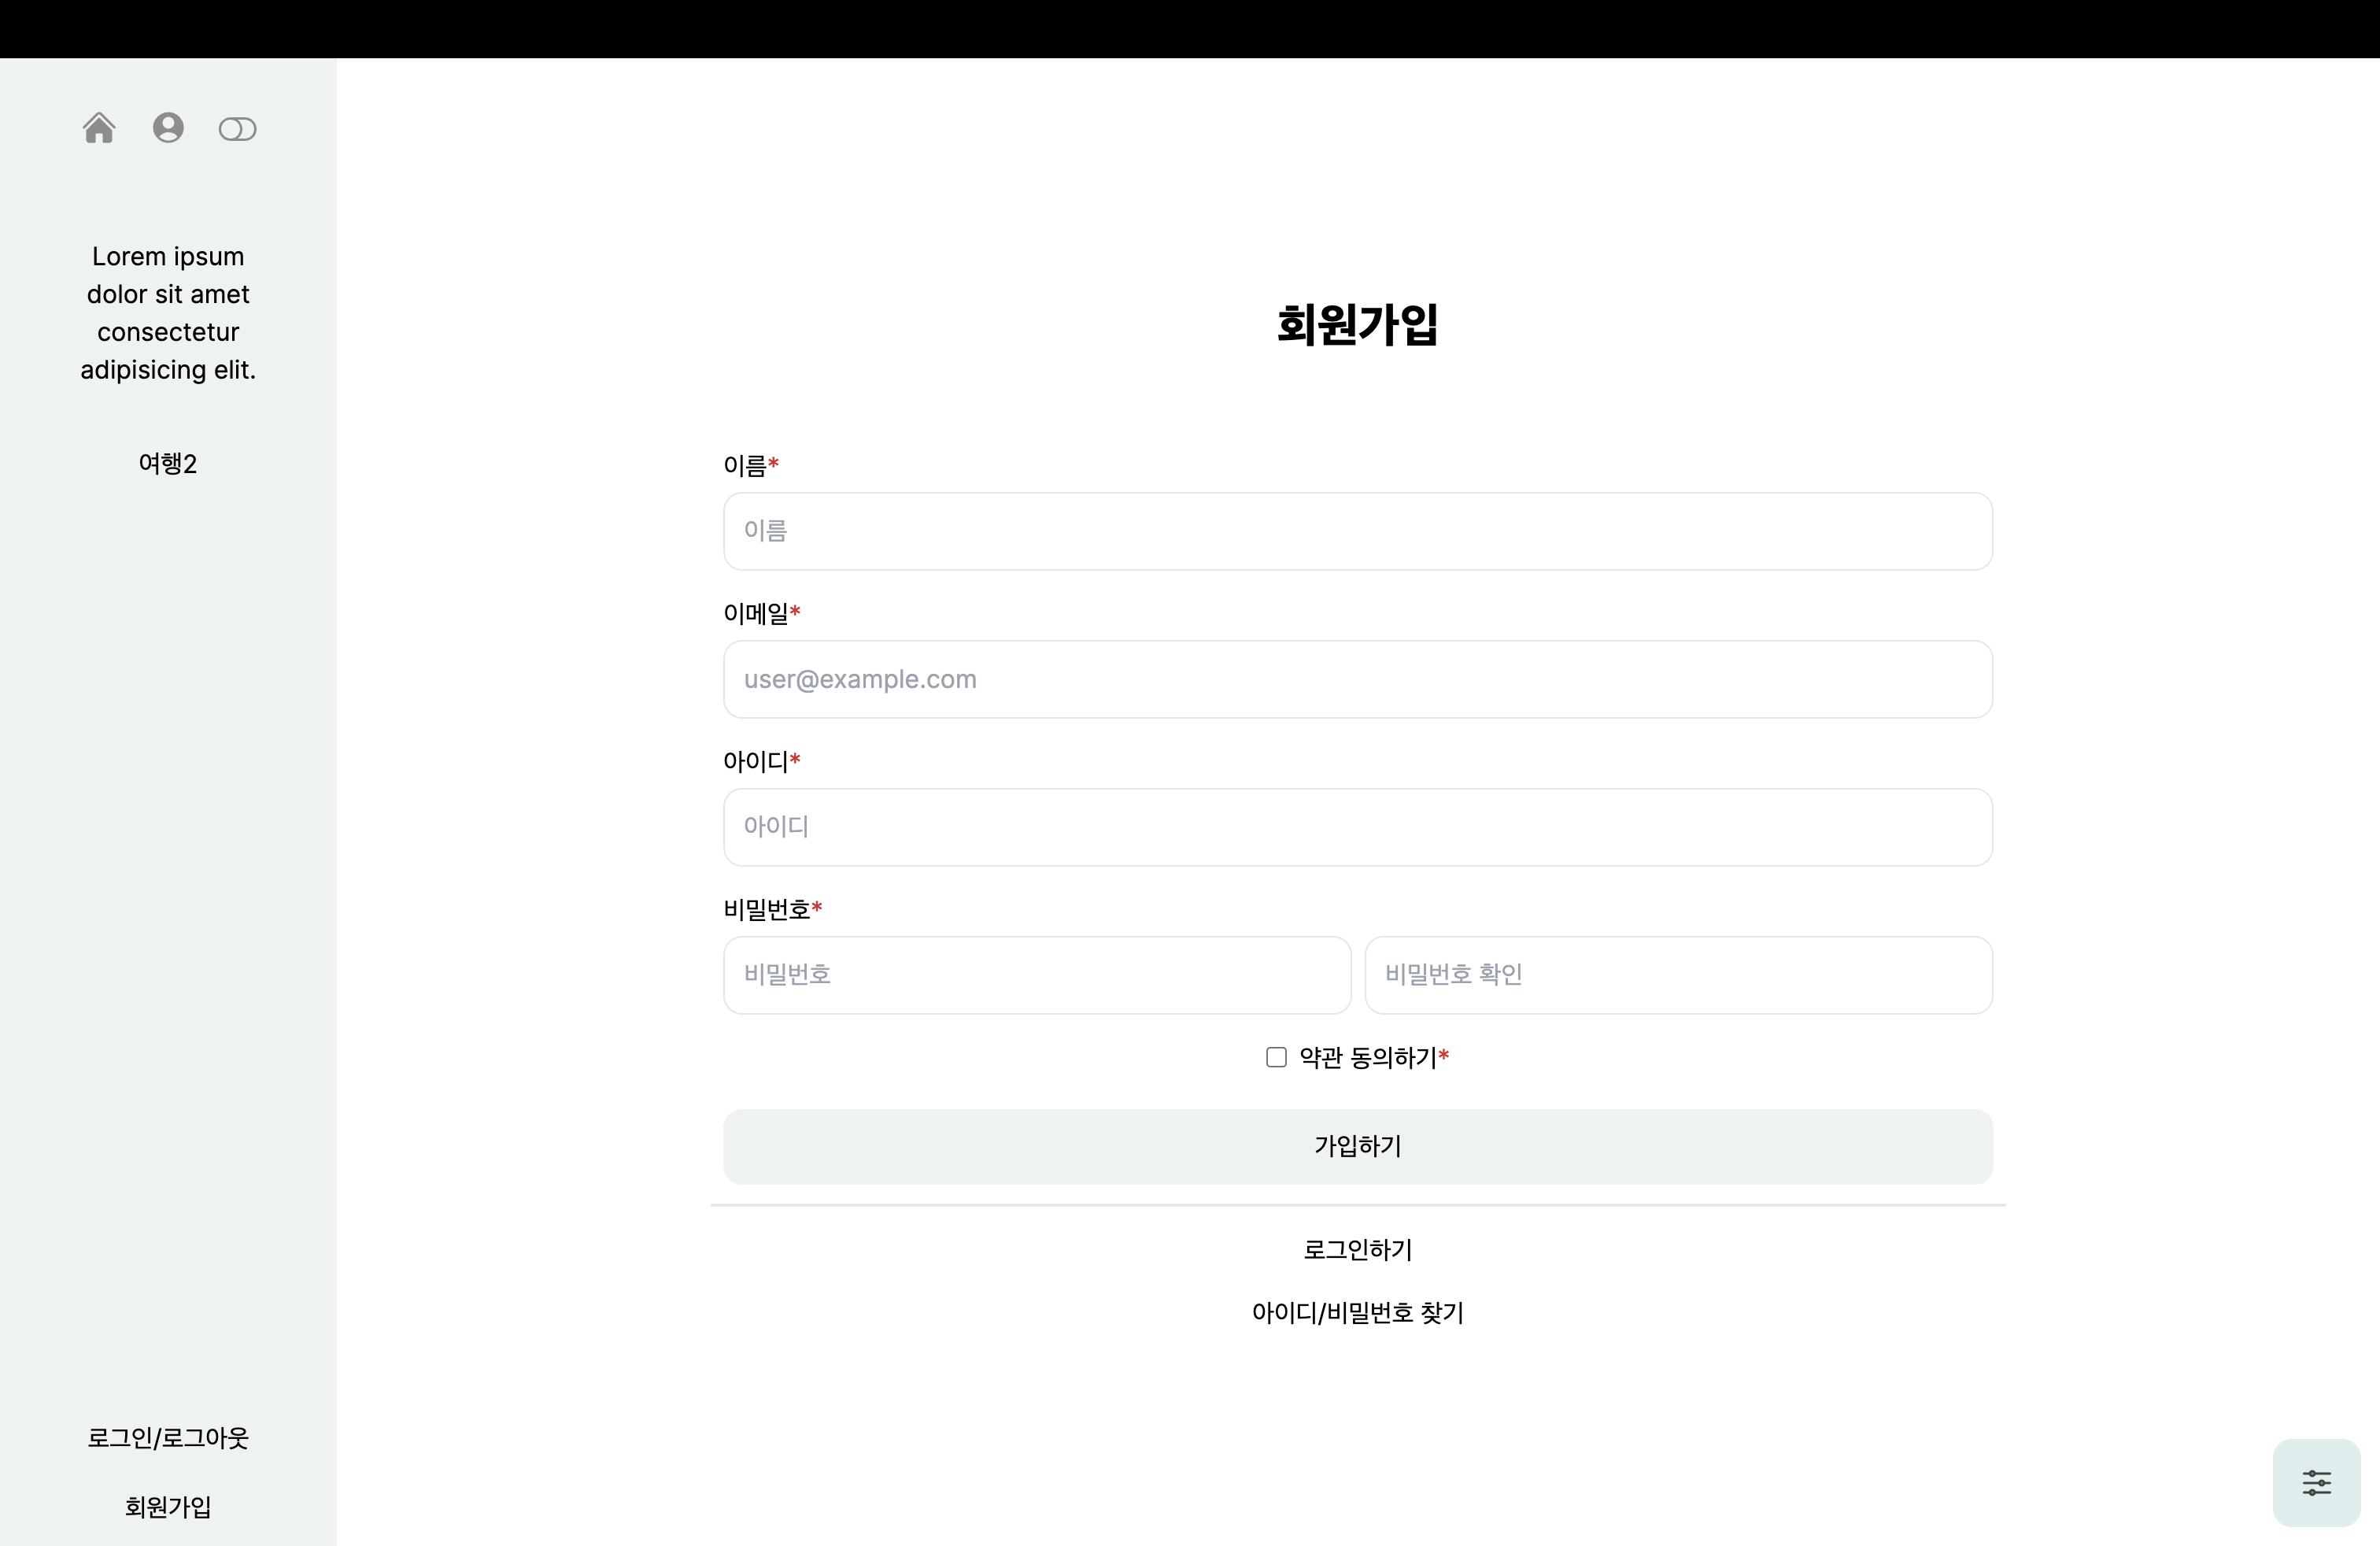 Lorem ipsum
dolor sit amet
consectetur
adipisicing elit.
여행2
로그인/로그아웃
회원가입
회원가입
이름*
이름
이메일*
user@example.com
아이디*
아이디
비밀번호*
비밀번호
비밀번호 확인
약관 동의하기*
가입하기
로그인하기
아이디/비밀번호 찾기